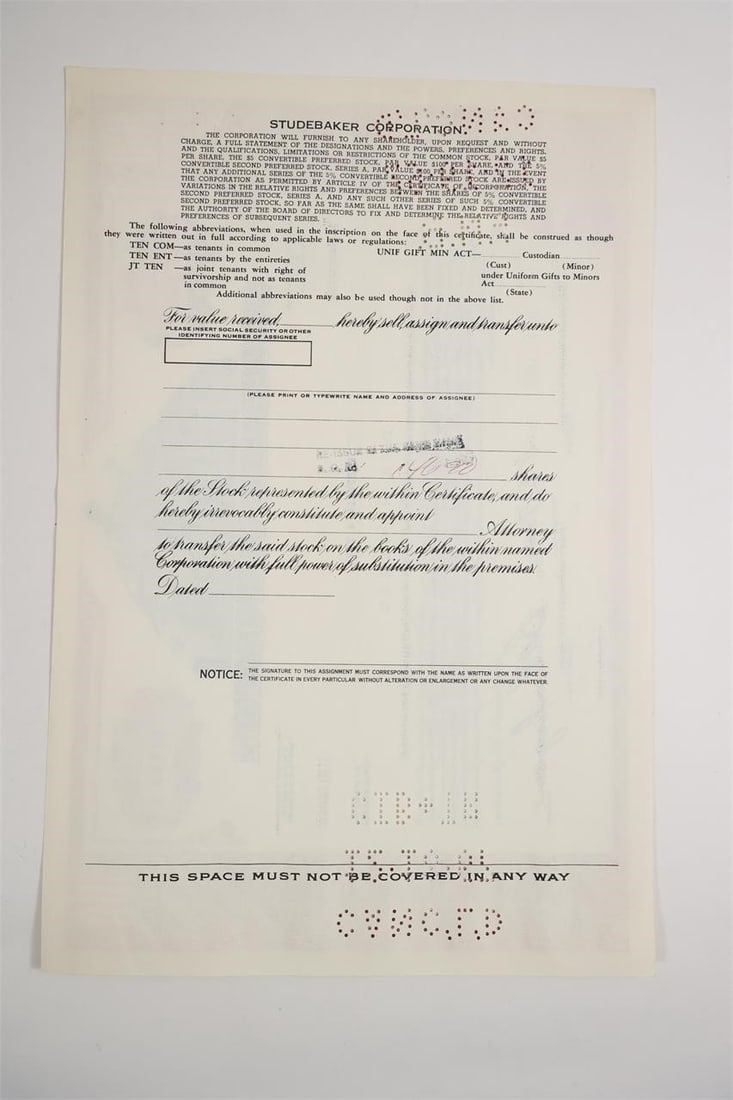 STUDEBAKER CORPORATION
THE CORPORATION WILL FURNISH TO ANY SHAREHOLDER, UPON REQUEST AND WITHOUT
CHARGE, A FULL STATEMENT OF THE DESIGNATIONS AND THE POWERS, PREFERENCES AND RIGHTS,
AND THE QUALIFICATIONS, LIMITATIONS OR RESTRICTIONS OF THE COMMON STOCK, PAR VALUE $5
PER SHARE, THE $5 CONVERTIBLE PREFERRED STOCK, PAR VALUE $100 PER SHARE, AND THE 5%
CONVERTIBLE SECOND PREFERRED STOCK, SERIES A, PAR VALUE $100 PER SHARE, AND IN THE EVENT
THAT ANY ADDITIONAL SERIES OF THE 5% CONVERTIBLE SECOND PREFERRED STOCK ARE ISSUED BY
THE CORPORATION AS PERMITTED BY ARTICLE IV OF THE CERTIFICATE OF INCORPORATION, THE
VARIATIONS IN THE RELATIVE RIGHTS AND PREFERENCES BETWEEN THE SHARES OF 5% CONVERTIBLE
SECOND PREFERRED STOCK, SERIES A, AND ANY SUCH OTHER SERIES OF SUCH 5% CONVERTIBLE
SECOND PREFERRED STOCK, SO FAR AS THE SAME SHALL HAVE BEEN FIXED AND DETERMINED, AND
THE AUTHORITY OF THE BOARD OF DIRECTORS TO FIX AND DETERMINE THE RELATIVE RIGHTS AND
PREFERENCES OF SUBSEQUENT SERIES.
The following abbreviations, when used in the inscription on the face of this certificate, shall be construed as though
they were written out in full according to applicable laws or regulations:
TEN COM—as tenants in common
TEN ENT—as tenants by the entireties
JT TEN —as joint tenants with right of
survivorship and not as tenants
in common
UNIF GIFT MIN ACT— Custodian
(Cust) (Minor)
under Uniform Gifts to Minors
Act
(State)
Additional abbreviations may also be used though not in the above list.
For value received, hereby sell, assign and transfer unto
PLEASE INSERT SOCIAL SECURITY OR OTHER
IDENTIFYING NUMBER OF ASSIGNEE
(PLEASE PRINT OR TYPEWRITE NAME AND ADDRESS OF ASSIGNEE)
shares
of the Stock represented by the within Certificate, and do
hereby irrevocably constitute and appoint
Attorney
to transfer the said stock on the books of the within named
Corporation with full power of substitution in the premises.
Dated
NOTICE: THE SIGNATURE TO THIS ASSIGNMENT MUST CORRESPOND WITH THE NAME AS WRITTEN UPON THE FACE OF
THE CERTIFICATE IN EVERY PARTICULAR WITHOUT ALTERATION OR ENLARGEMENT OR ANY CHANGE WHATEVER.
THIS SPACE MUST NOT BE COVERED IN ANY WAY